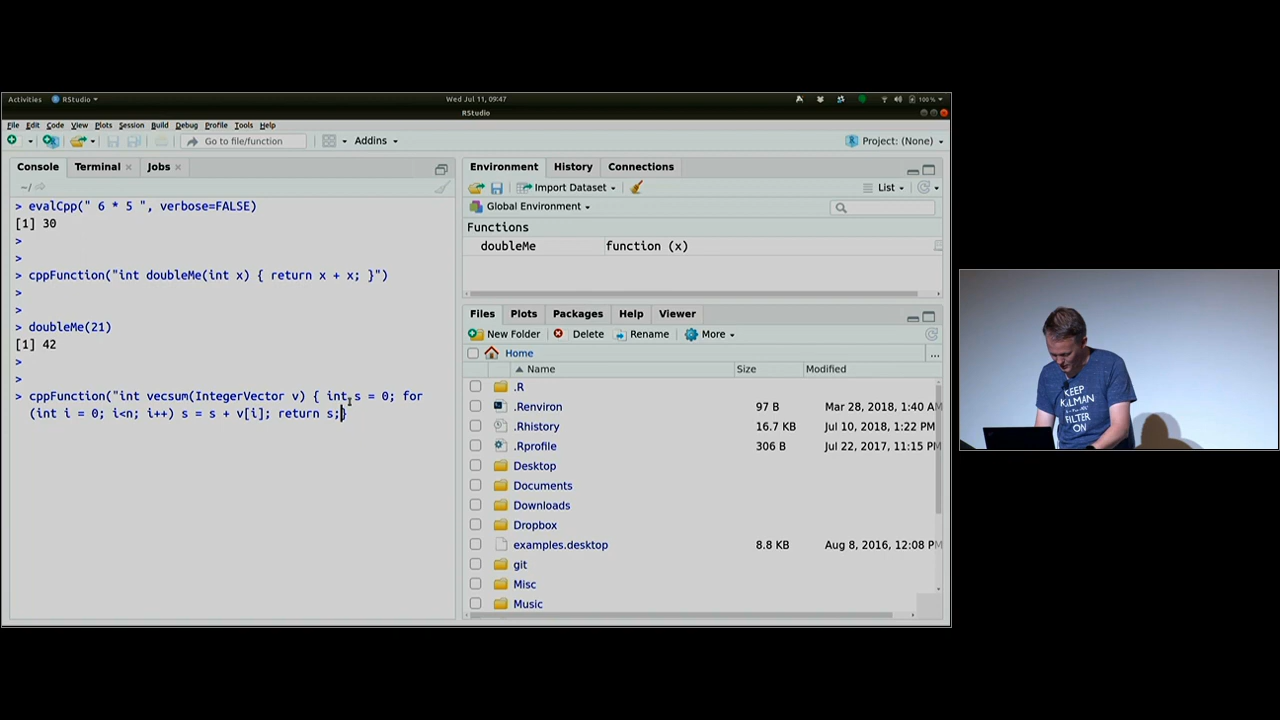 Activities RStudio Wed Jul 11, 09:47 100 %
RStudio
File Edit Code View Plots Session Build Debug Profile Tools Help
Go to file/function Addins Project: (None)
Console Terminal Jobs
~/
> evalCpp(" 6 * 5 ", verbose=FALSE)
[1] 30
>
>
> cppFunction("int doubleMe(int x) { return x + x; }")
>
>
> doubleMe(21)
[1] 42
>
>
> cppFunction("int vecsum(IntegerVector v) { int s = 0; for
(int i = 0; i<n; i++) s = s + v[i]; return s;}
Environment History Connections
Import Dataset List
Global Environment
Functions
doubleMe function (x)
Files Plots Packages Help Viewer
New Folder Delete Rename More
Home ...
Name Size Modified
.R
.Renviron 97 B Mar 28, 2018, 1:40 A
.Rhistory 16.7 KB Jul 10, 2018, 1:22 P
.Rprofile 306 B Jul 22, 2017, 11:15 P
Desktop
Documents
Downloads
Dropbox
examples.desktop 8.8 KB Aug 8, 2016, 12:08 P
git
Misc
Music
KEEP
KALMAN
FILTER
ON